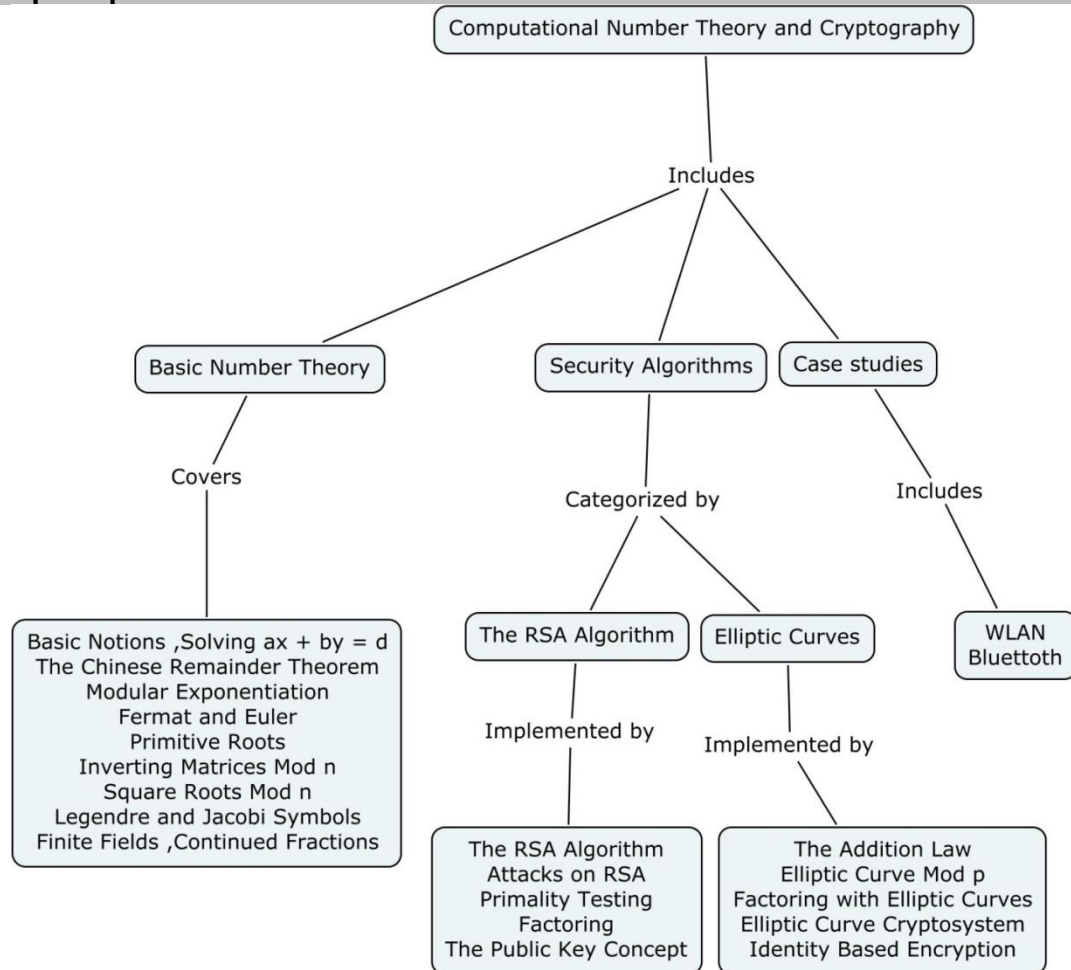 Computational Number Theory and Cryptography
Includes
Basic Number Theory
Security Algorithms
Case studies
Covers
Categorized by
Includes
Basic Notions ,Solving ax + by = d
The Chinese Remainder Theorem
Modular Exponentiation
Fermat and Euler
Primitive Roots
Inverting Matrices Mod n
Square Roots Mod n
Legendre and Jacobi Symbols
Finite Fields ,Continued Fractions
The RSA Algorithm
Elliptic Curves
WLAN
Bluettoth
Implemented by
Implemented by
The RSA Algorithm
Attacks on RSA
Primality Testing
Factoring
The Public Key Concept
The Addition Law
Elliptic Curve Mod p
Factoring with Elliptic Curves
Elliptic Curve Cryptosystem
Identity Based Encryption